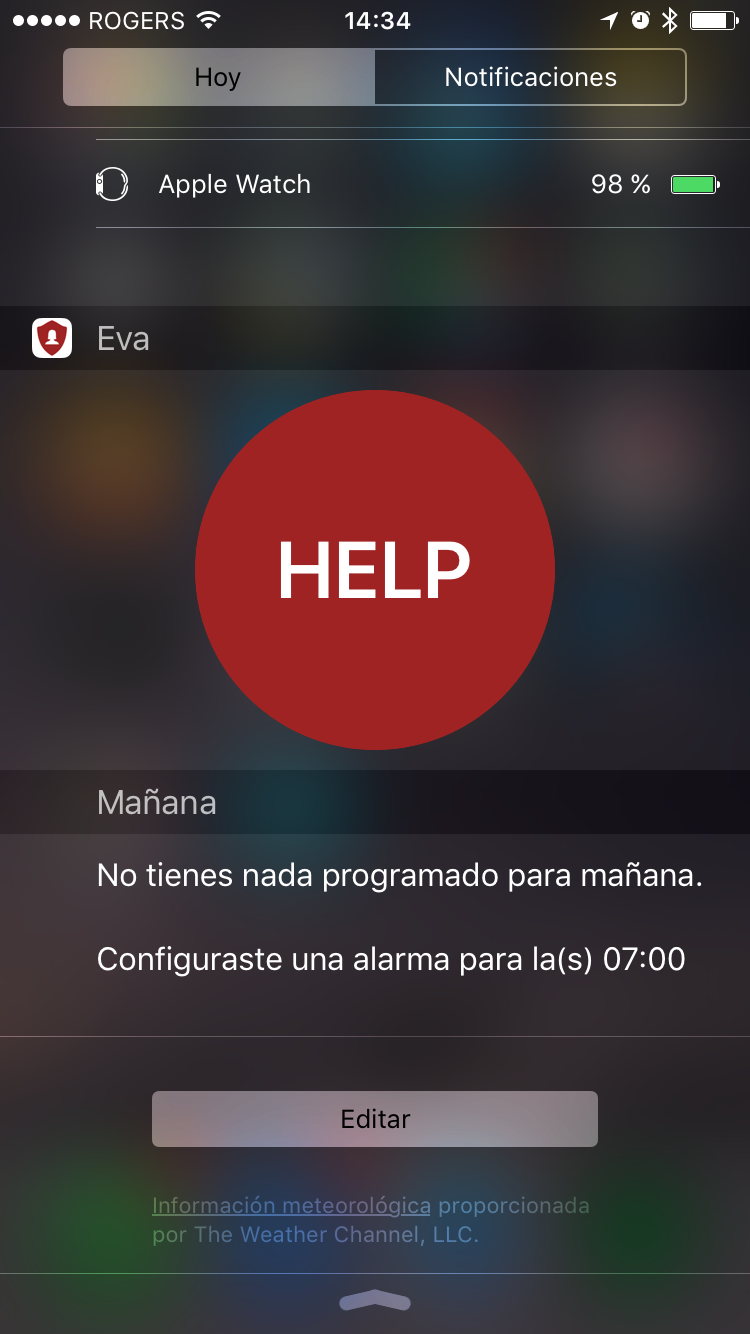 ROGERS 14:34
Hoy Notificaciones
Apple Watch 98 %
Eva
HELP
Mañana
No tienes nada programado para mañana.
Configuraste una alarma para la(s) 07:00
Editar
Información meteorológica proporcionada
por The Weather Channel, LLC.